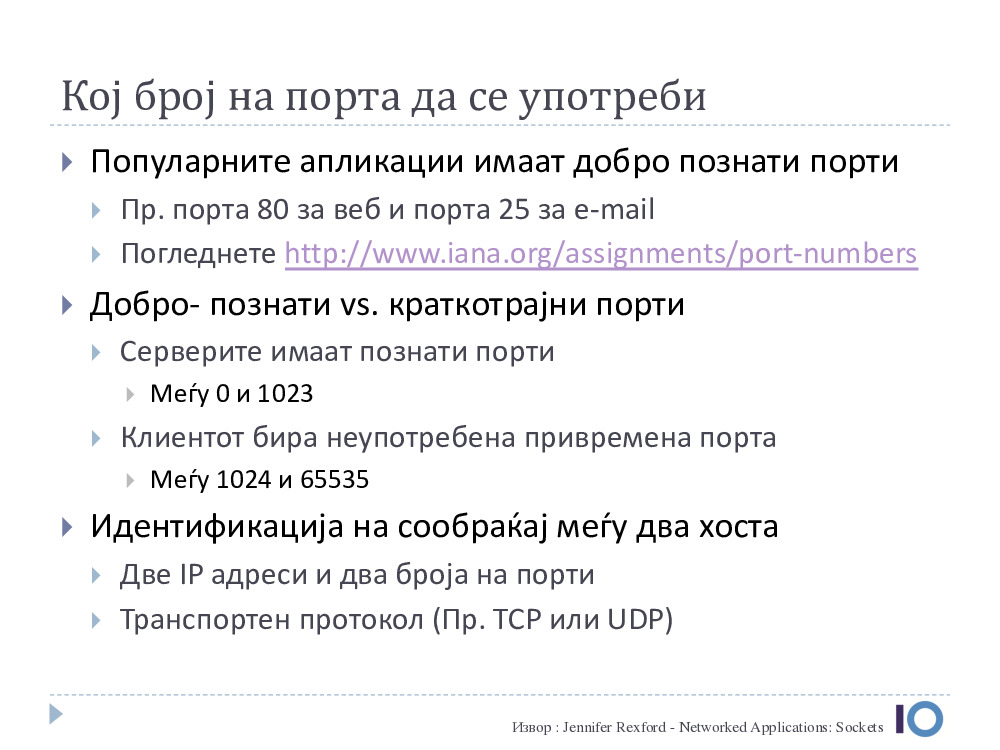 Кој број на порта да се употреби
Популарните апликации имаат добро познати порти
Пр. порта 80 за веб и порта 25 за e-mail
Погледнете http://www.iana.org/assignments/port-numbers
Добро- познати vs. краткотрајни порти
Серверите имаат познати порти
Меѓу 0 и 1023
Клиентот бира неупотребена привремена порта
Меѓу 1024 и 65535
Идентификација на сообраќај меѓу два хоста
Две IP адреси и два броја на порти
Транспортен протокол (Пр. TCP или UDP)
Извор : Jennifer Rexford - Networked Applications: Sockets